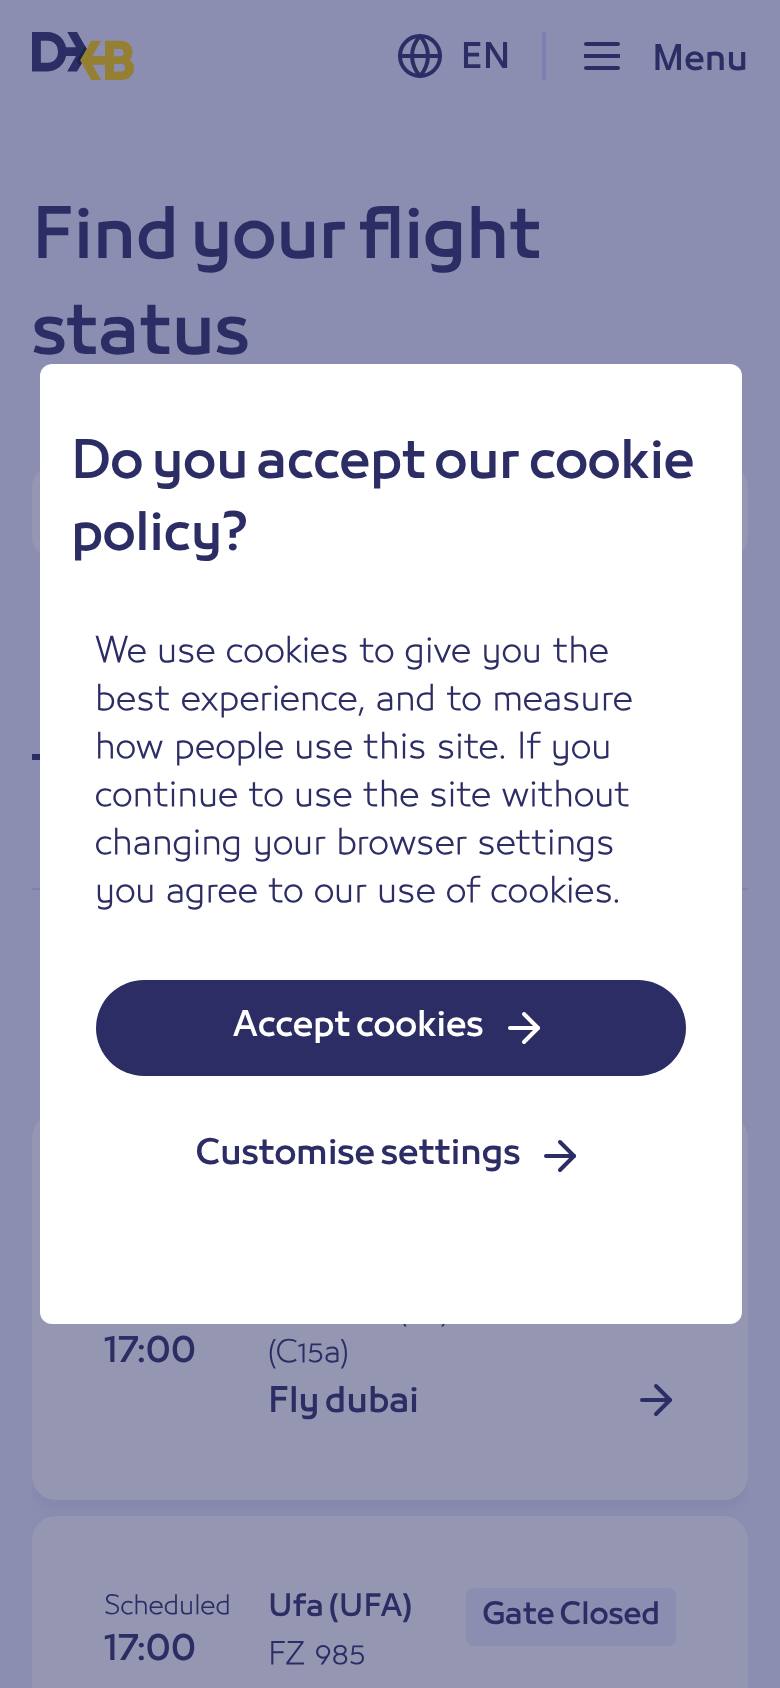 DXB
EN
Menu
Find your flight
status
Do you accept our cookie
policy?
We use cookies to give you the
best experience, and to measure
how people use this site. If you
continue to use the site without
changing your browser settings
you agree to our use of cookies.
Accept cookies
Customise settings
17:00
(C15a)
Fly dubai
Scheduled
Ufa (UFA)
Gate Closed
17:00
FZ 985